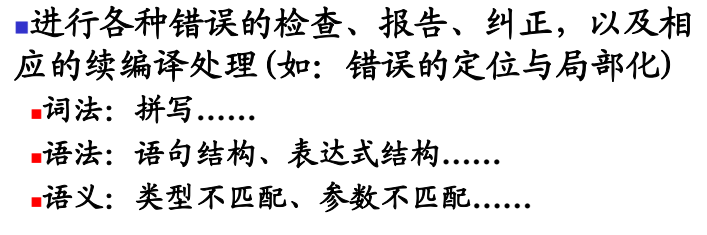 ■进行各种错误的检查、报告、纠正，以及相
应的续编译处理(如：错误的定位与局部化)
■词法：拼写……
■语法：语句结构、表达式结构……
■语义：类型不匹配、参数不匹配……